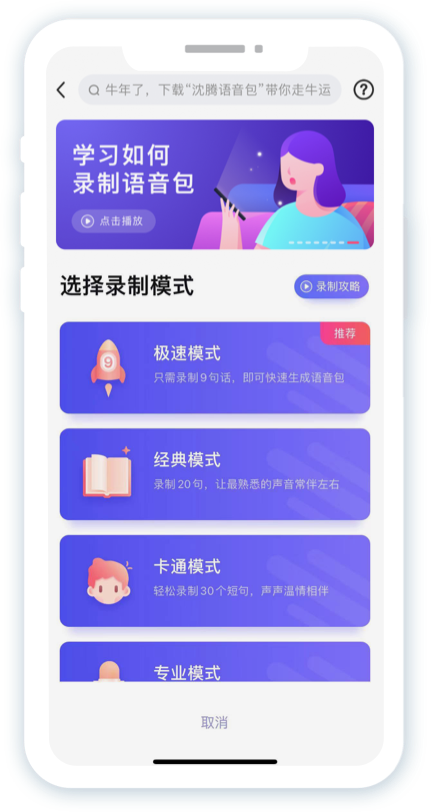 牛年了，下载“沈腾语音包”带你走牛运
?
学习如何
录制语音包
点击播放
选择录制模式
录制攻略
推荐
9
极速模式
只需录制9句话，即可快速生成语音包
经典模式
录制20句，让最熟悉的声音常伴左右
卡通模式
轻松录制30个短句，声声温情相伴
专业模式
取消